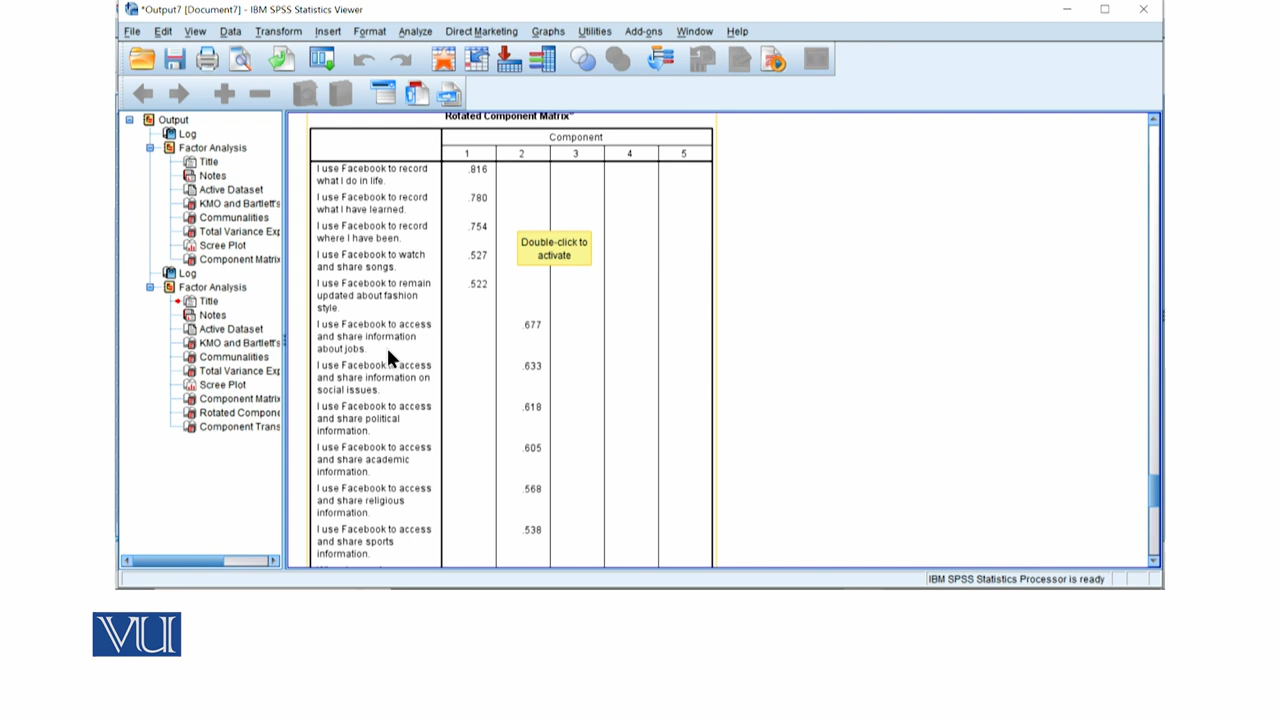 *Output7 [Document7] - IBM SPSS Statistics Viewer
File Edit View Data Transform Insert Format Analyze Direct Marketing Graphs Utilities Add-ons Window Help
Output
Log
Factor Analysis
Title
Notes
Active Dataset
KMO and Bartlett's
Communalities
Total Variance Exp
Scree Plot
Component Matrix
Log
Factor Analysis
Title
Notes
Active Dataset
KMO and Bartlett's
Communalities
Total Variance Exp
Scree Plot
Component Matrix
Rotated Compone
Component Trans
Rotated Component Matrix
Component
1 2 3 4 5
I use Facebook to record .816
what I do in life.
I use Facebook to record .780
what I have learned.
I use Facebook to record .754
where I have been.
Double-click to
activate
I use Facebook to watch .527
and share songs.
I use Facebook to remain .522
updated about fashion
style.
I use Facebook to access .677
and share information
about jobs.
I use Facebook to access .633
and share information on
social issues.
I use Facebook to access .618
and share political
information.
I use Facebook to access .605
and share academic
information.
I use Facebook to access .568
and share religious
information.
I use Facebook to access .538
and share sports
information.
IBM SPSS Statistics Processor is ready
VU